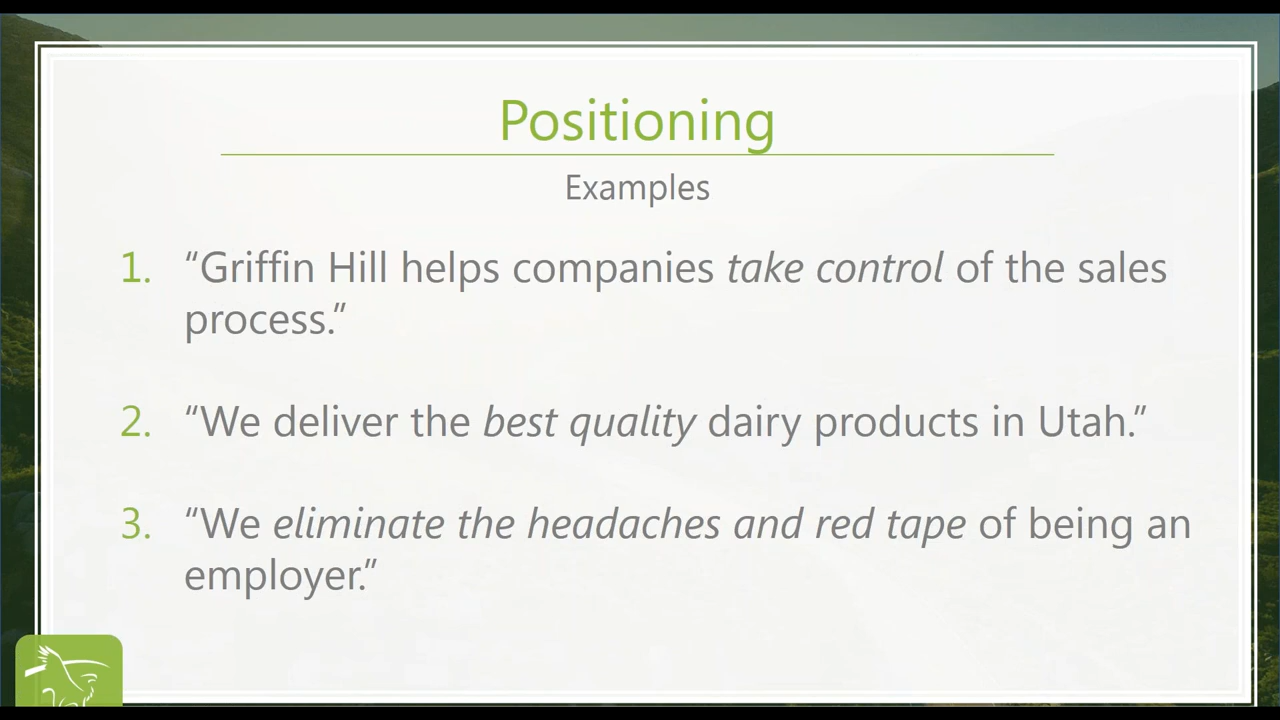 Positioning
Examples
1. “Griffin Hill helps companies take control of the sales
process.”
2. “We deliver the best quality dairy products in Utah.”
3. “We eliminate the headaches and red tape of being an
employer.”